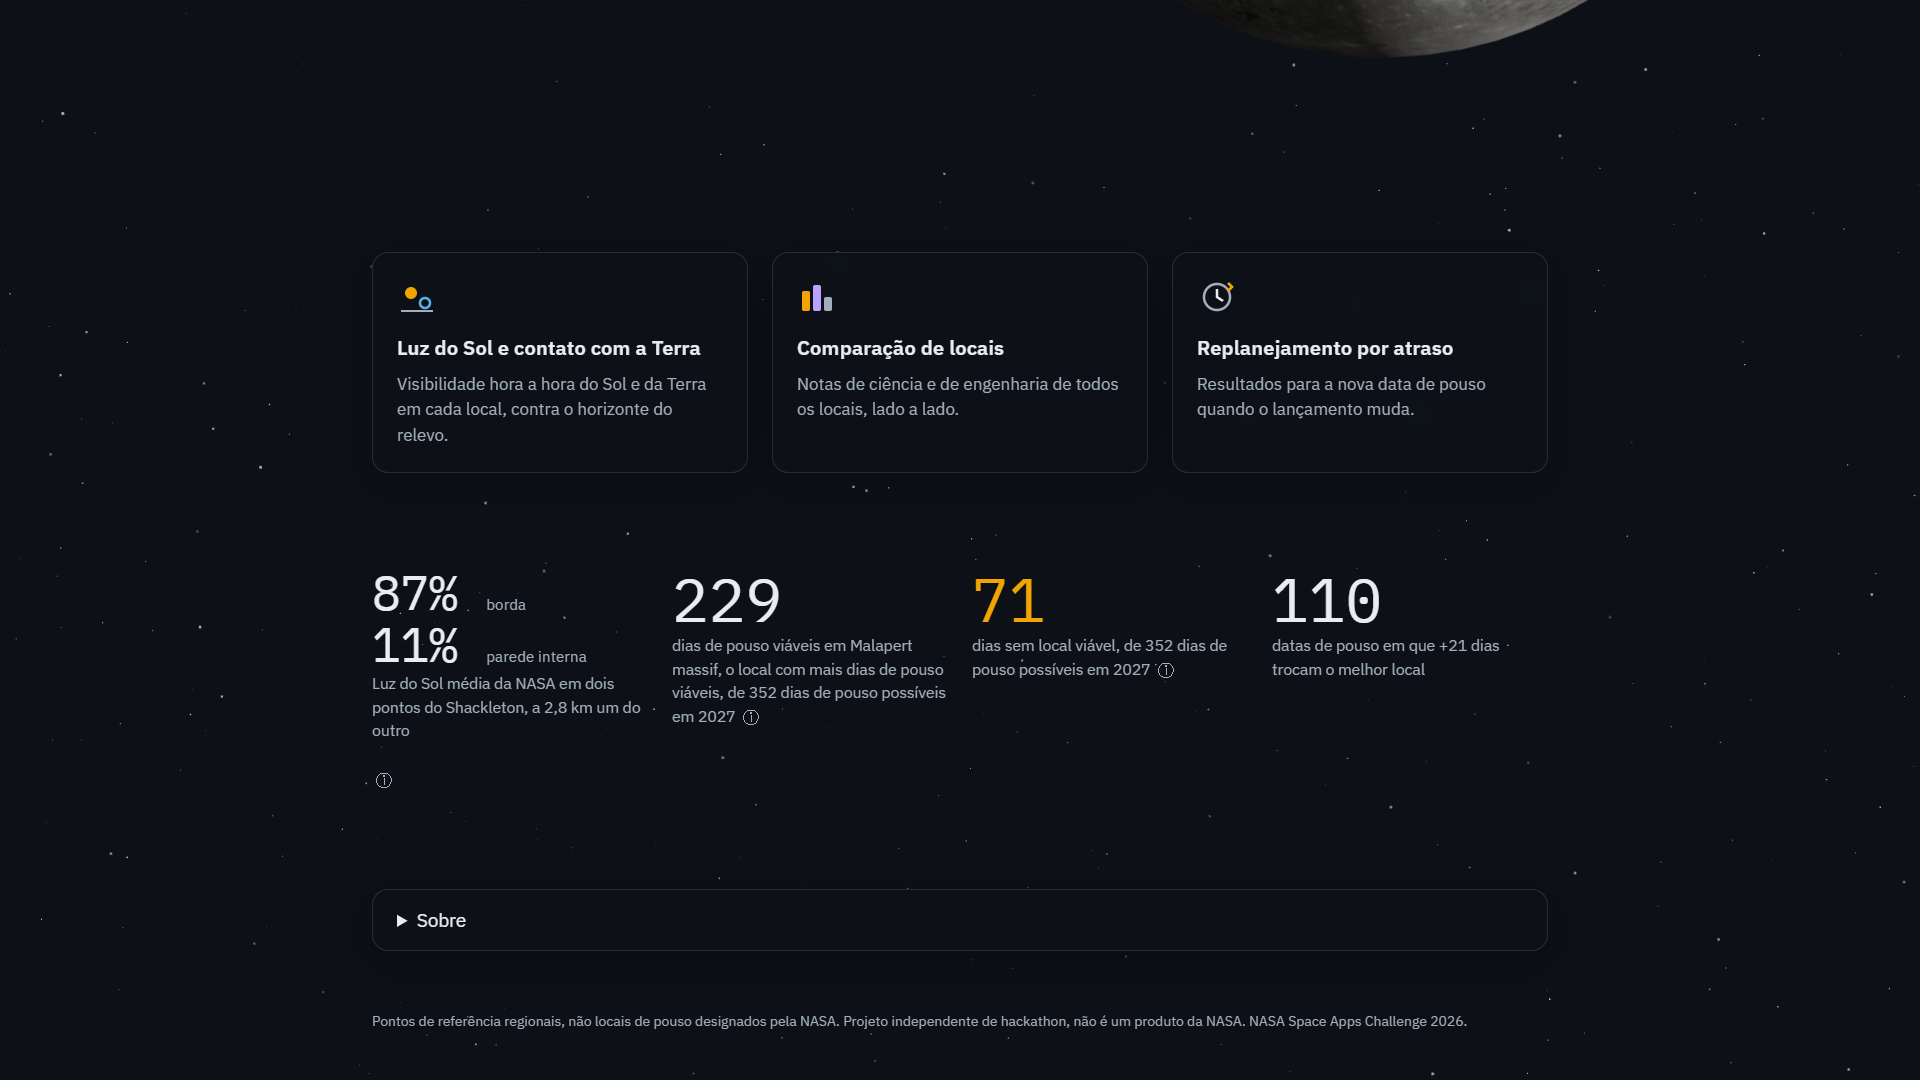 Luz do Sol e contato com a Terra
Visibilidade hora a hora do Sol e da Terra
em cada local, contra o horizonte do
relevo.
Comparação de locais
Notas de ciência e de engenharia de todos
os locais, lado a lado.
Replanejamento por atraso
Resultados para a nova data de pouso
quando o lançamento muda.
87% borda
11% parede interna
Luz do Sol média da NASA em dois
pontos do Shackleton, a 2,8 km um do
outro
ⓘ
229
dias de pouso viáveis em Malapert
massif, o local com mais dias de pouso
viáveis, de 352 dias de pouso possíveis
em 2027 ⓘ
71
dias sem local viável, de 352 dias de
pouso possíveis em 2027 ⓘ
110
datas de pouso em que +21 dias
trocam o melhor local
▶ Sobre
Pontos de referência regionais, não locais de pouso designados pela NASA. Projeto independente de hackathon, não é um produto da NASA. NASA Space Apps Challenge 2026.